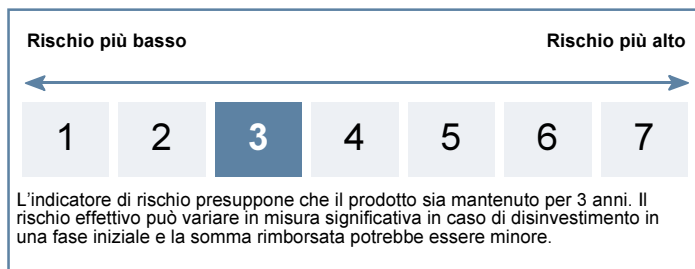 Rischio più basso Rischio più alto
1 2 3 4 5 6 7
L'indicatore di rischio presuppone che il prodotto sia mantenuto per 3 anni. Il
rischio effettivo può variare in misura significativa in caso di disinvestimento in
una fase iniziale e la somma rimborsata potrebbe essere minore.